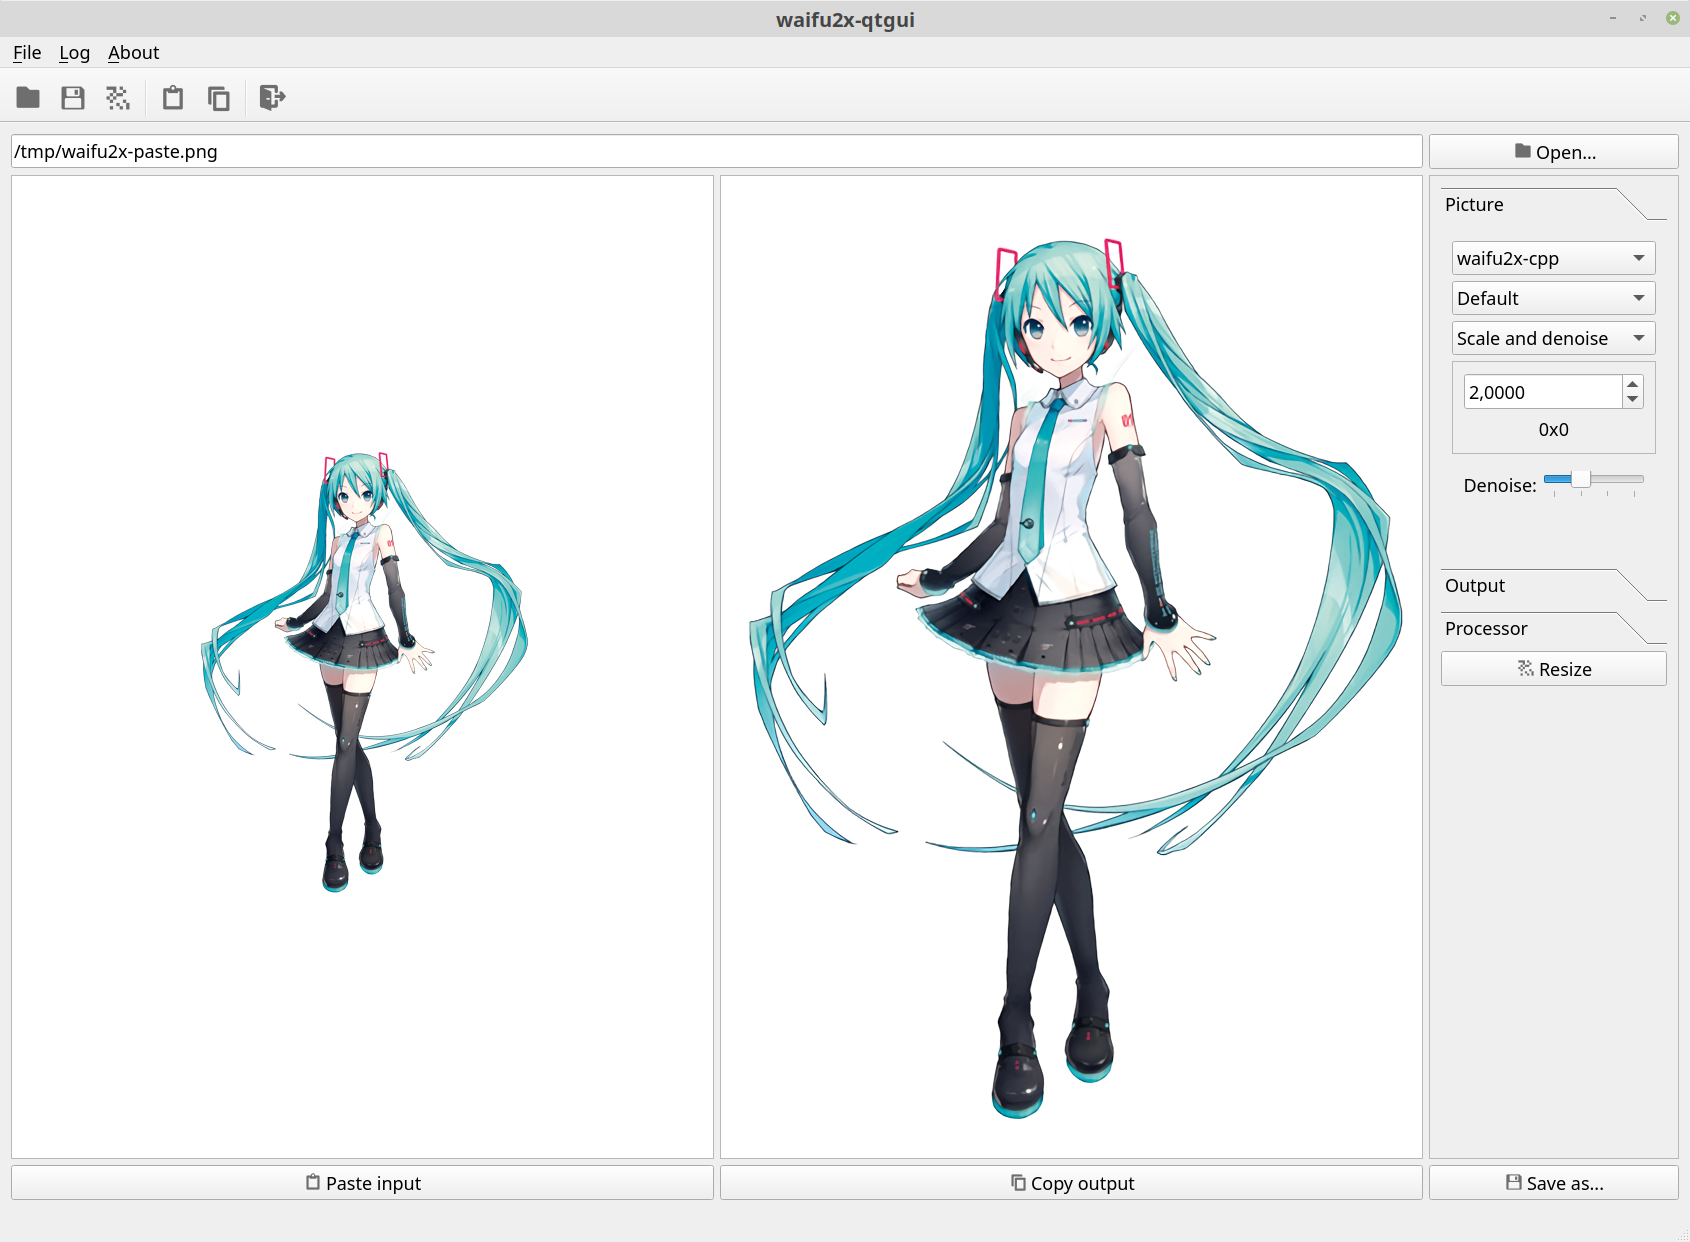 waifu2x-qtgui
File Log About
/tmp/waifu2x-paste.png
Open...
Picture
waifu2x-cpp
Default
Scale and denoise
2,0000
0x0
Denoise:
Output
Processor
Resize
01
Paste input
Copy output
Save as...